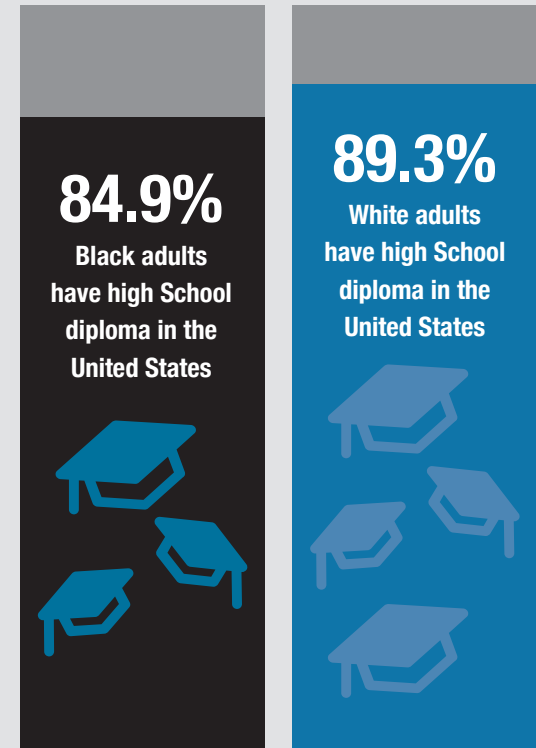 84.9%
Black adults
have high School
diploma in the
United States
89.3%
White adults
have high School
diploma in the
United States